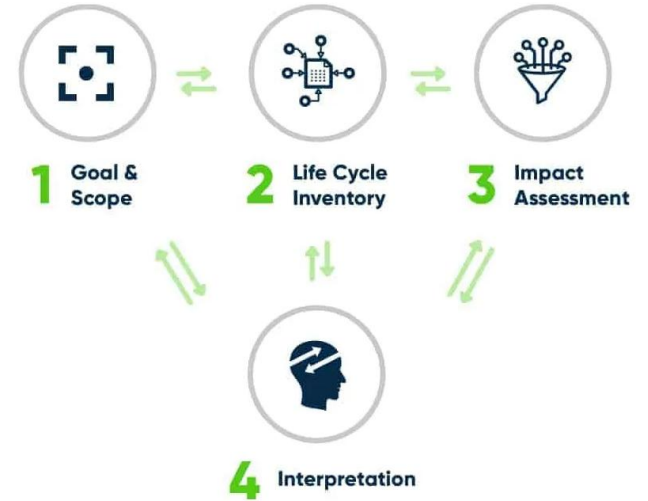 1 Goal &
Scope
2 Life Cycle
Inventory
3 Impact
Assessment
4 Interpretation